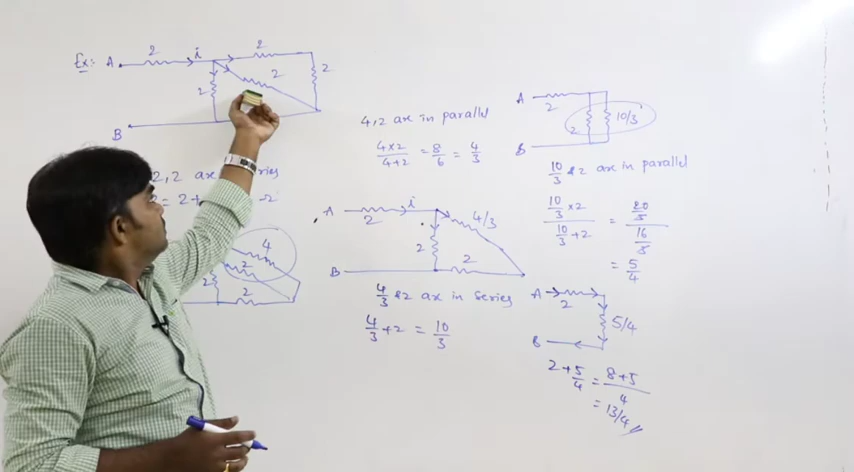 Ex:- A 2 i 2
2 2 2
B
2,2 are
= 2+ = 2
4
2
2 2
4,2 are in parallel
4×2/4+2 = 8/6 = 4/3
A 2 i 4/3
2
B 2
4/3 & 2 are in series
4/3 + 2 = 10/3
A 2
2 10/3
B
10/3 & 2 are in parallel
10/3 × 2 / 10/3 + 2 = 20/3 / 16/3
= 5/4
A 2
5/4
B
2 + 5/4 = 8+5/4
= 13/4